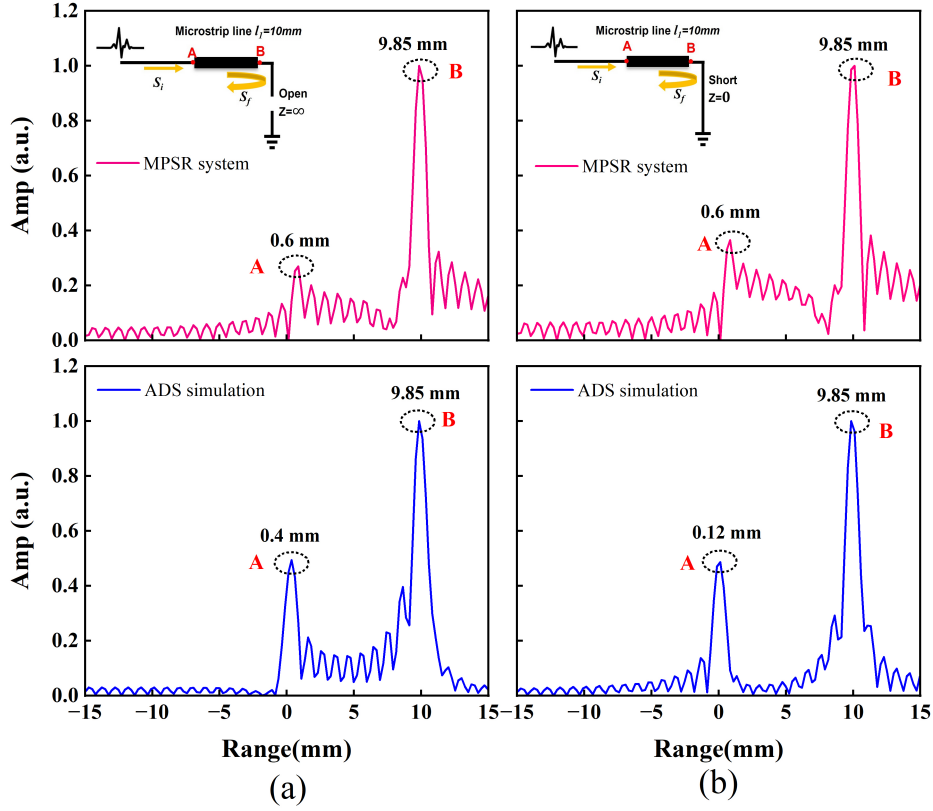 Microstrip line l₁=10mm
A
B
Sᵢ
S_f
Open
Z=∞
9.85 mm
B
MPSR system
0.6 mm
A
Amp (a.u.)
1.2
1.0
0.8
0.6
0.4
0.2
0.0
Microstrip line l₁=10mm
A
B
Sᵢ
S_f
Short
Z=0
9.85 mm
B
MPSR system
0.6 mm
A
ADS simulation
9.85 mm
B
0.4 mm
A
Amp (a.u.)
1.2
1.0
0.8
0.6
0.4
0.2
0.0
−15 −10 −5 0 5 10 15
Range(mm)
(a)
ADS simulation
9.85 mm
B
0.12 mm
A
−15 −10 −5 0 5 10 15
Range(mm)
(b)